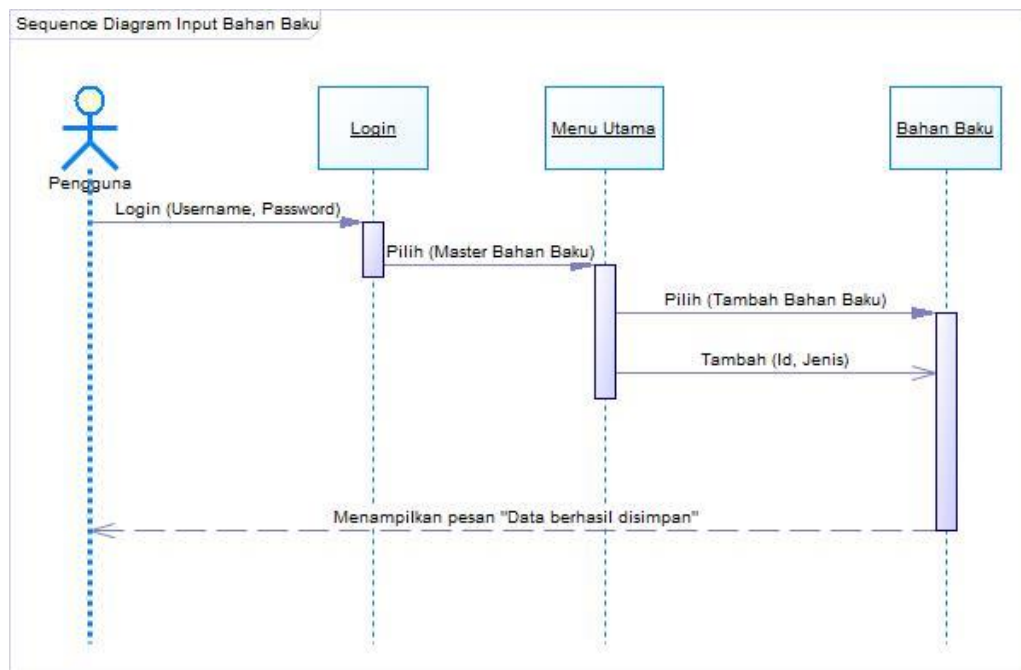 Sequence Diagram Input Bahan Baku
Login
Menu Utama
Bahan Baku
Pengguna
Login (Username, Password)
Pilih (Master Bahan Baku)
Pilih (Tambah Bahan Baku)
Tambah (Id, Jenis)
Menampilkan pesan "Data berhasil disimpan"